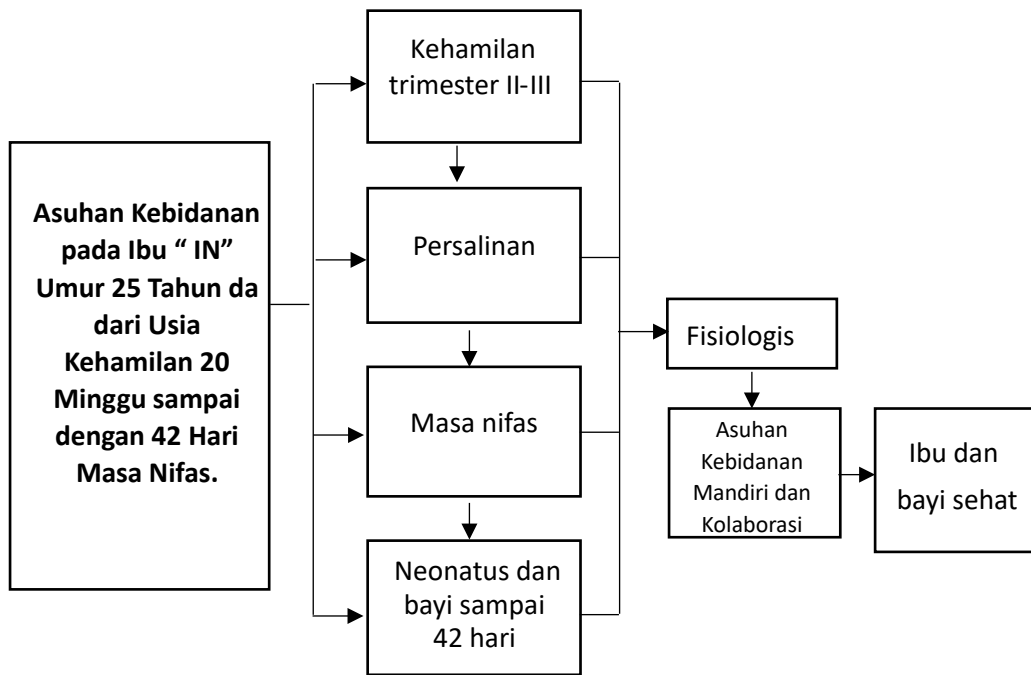 Asuhan Kebidanan
pada Ibu “ IN”
Umur 25 Tahun da
dari Usia
Kehamilan 20
Minggu sampai
dengan 42 Hari
Masa Nifas.
Kehamilan
trimester II-III
Persalinan
Masa nifas
Neonatus dan
bayi sampai
42 hari
Fisiologis
Asuhan
Kebidanan
Mandiri dan
Kolaborasi
Ibu dan
bayi sehat